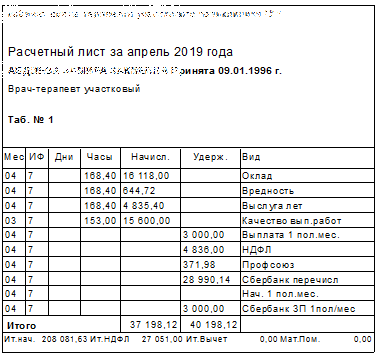 Расчетный лист за апрель 2019 года
Принята 09.01.1996 г.
Врач-терапевт участковый
Таб. № 1
Мес ИФ Дни Часы Начисл. Удерж. Вид
04 7 168,40 16 118,00 Оклад
04 7 168,40 644,72 Вредность
04 7 168,40 4 835,40 Выслуга лет
03 7 153,00 15 600,00 Качество вып.работ
04 7 3 000,00 Выплата 1 пол.мес.
04 7 4 836,00 НДФЛ
04 7 371,98 Профсоюз
04 7 28 990,14 Сбербанк перечисл
04 7 Нач. 1 пол.мес.
04 7 3 000,00 Сбербанк ЗП 1пол/мес
Итого 37 198,12 40 198,12
Ит.нач. 208 081,63 Ит.НДФЛ 27 051,00 Ит.Вычет 0,00 Мат.Пом. 0,00